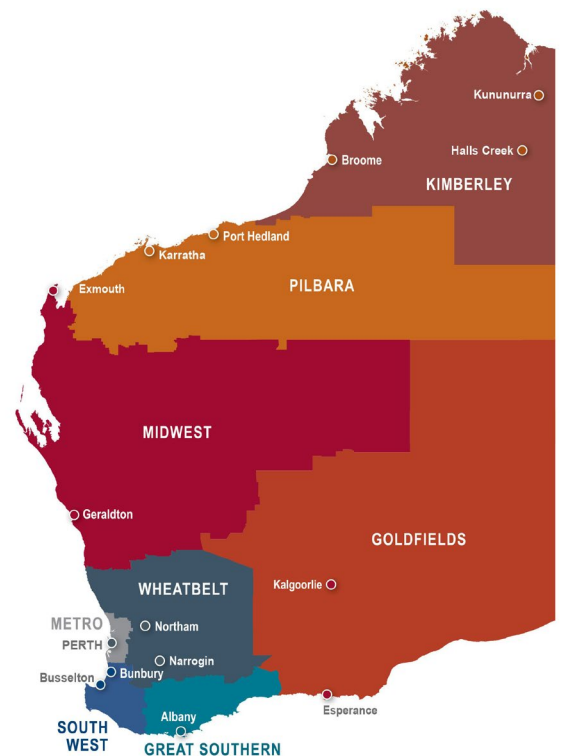 Kununurra
Broome
Halls Creek
KIMBERLEY
Port Hedland
Karratha
Exmouth
PILBARA
MIDWEST
Geraldton
GOLDFIELDS
Kalgoorlie
WHEATBELT
METRO
Northam
PERTH
Narrogin
Bunbury
Busselton
Esperance
Albany
SOUTH
WEST
GREAT SOUTHERN